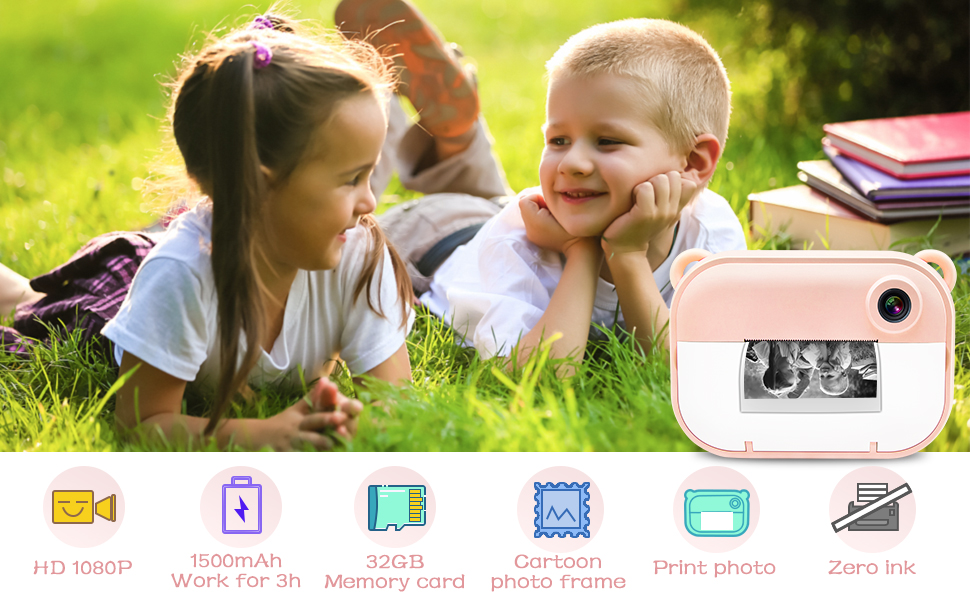 HD 1080P
1500mAh
Work for 3h
32GB
Memory card
Cartoon
photo frame
Print photo
Zero ink